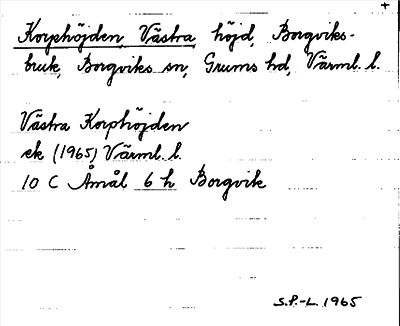 +
Korphöjden, Västra, höjd, Borgviks-
bruk, Borgviks sn, Grums hd, Värml. l.
Västra Korphöjden
ek (1965) Värml. l.
10 C Åmål 6 h Borgvik
S.P.-L. 1965